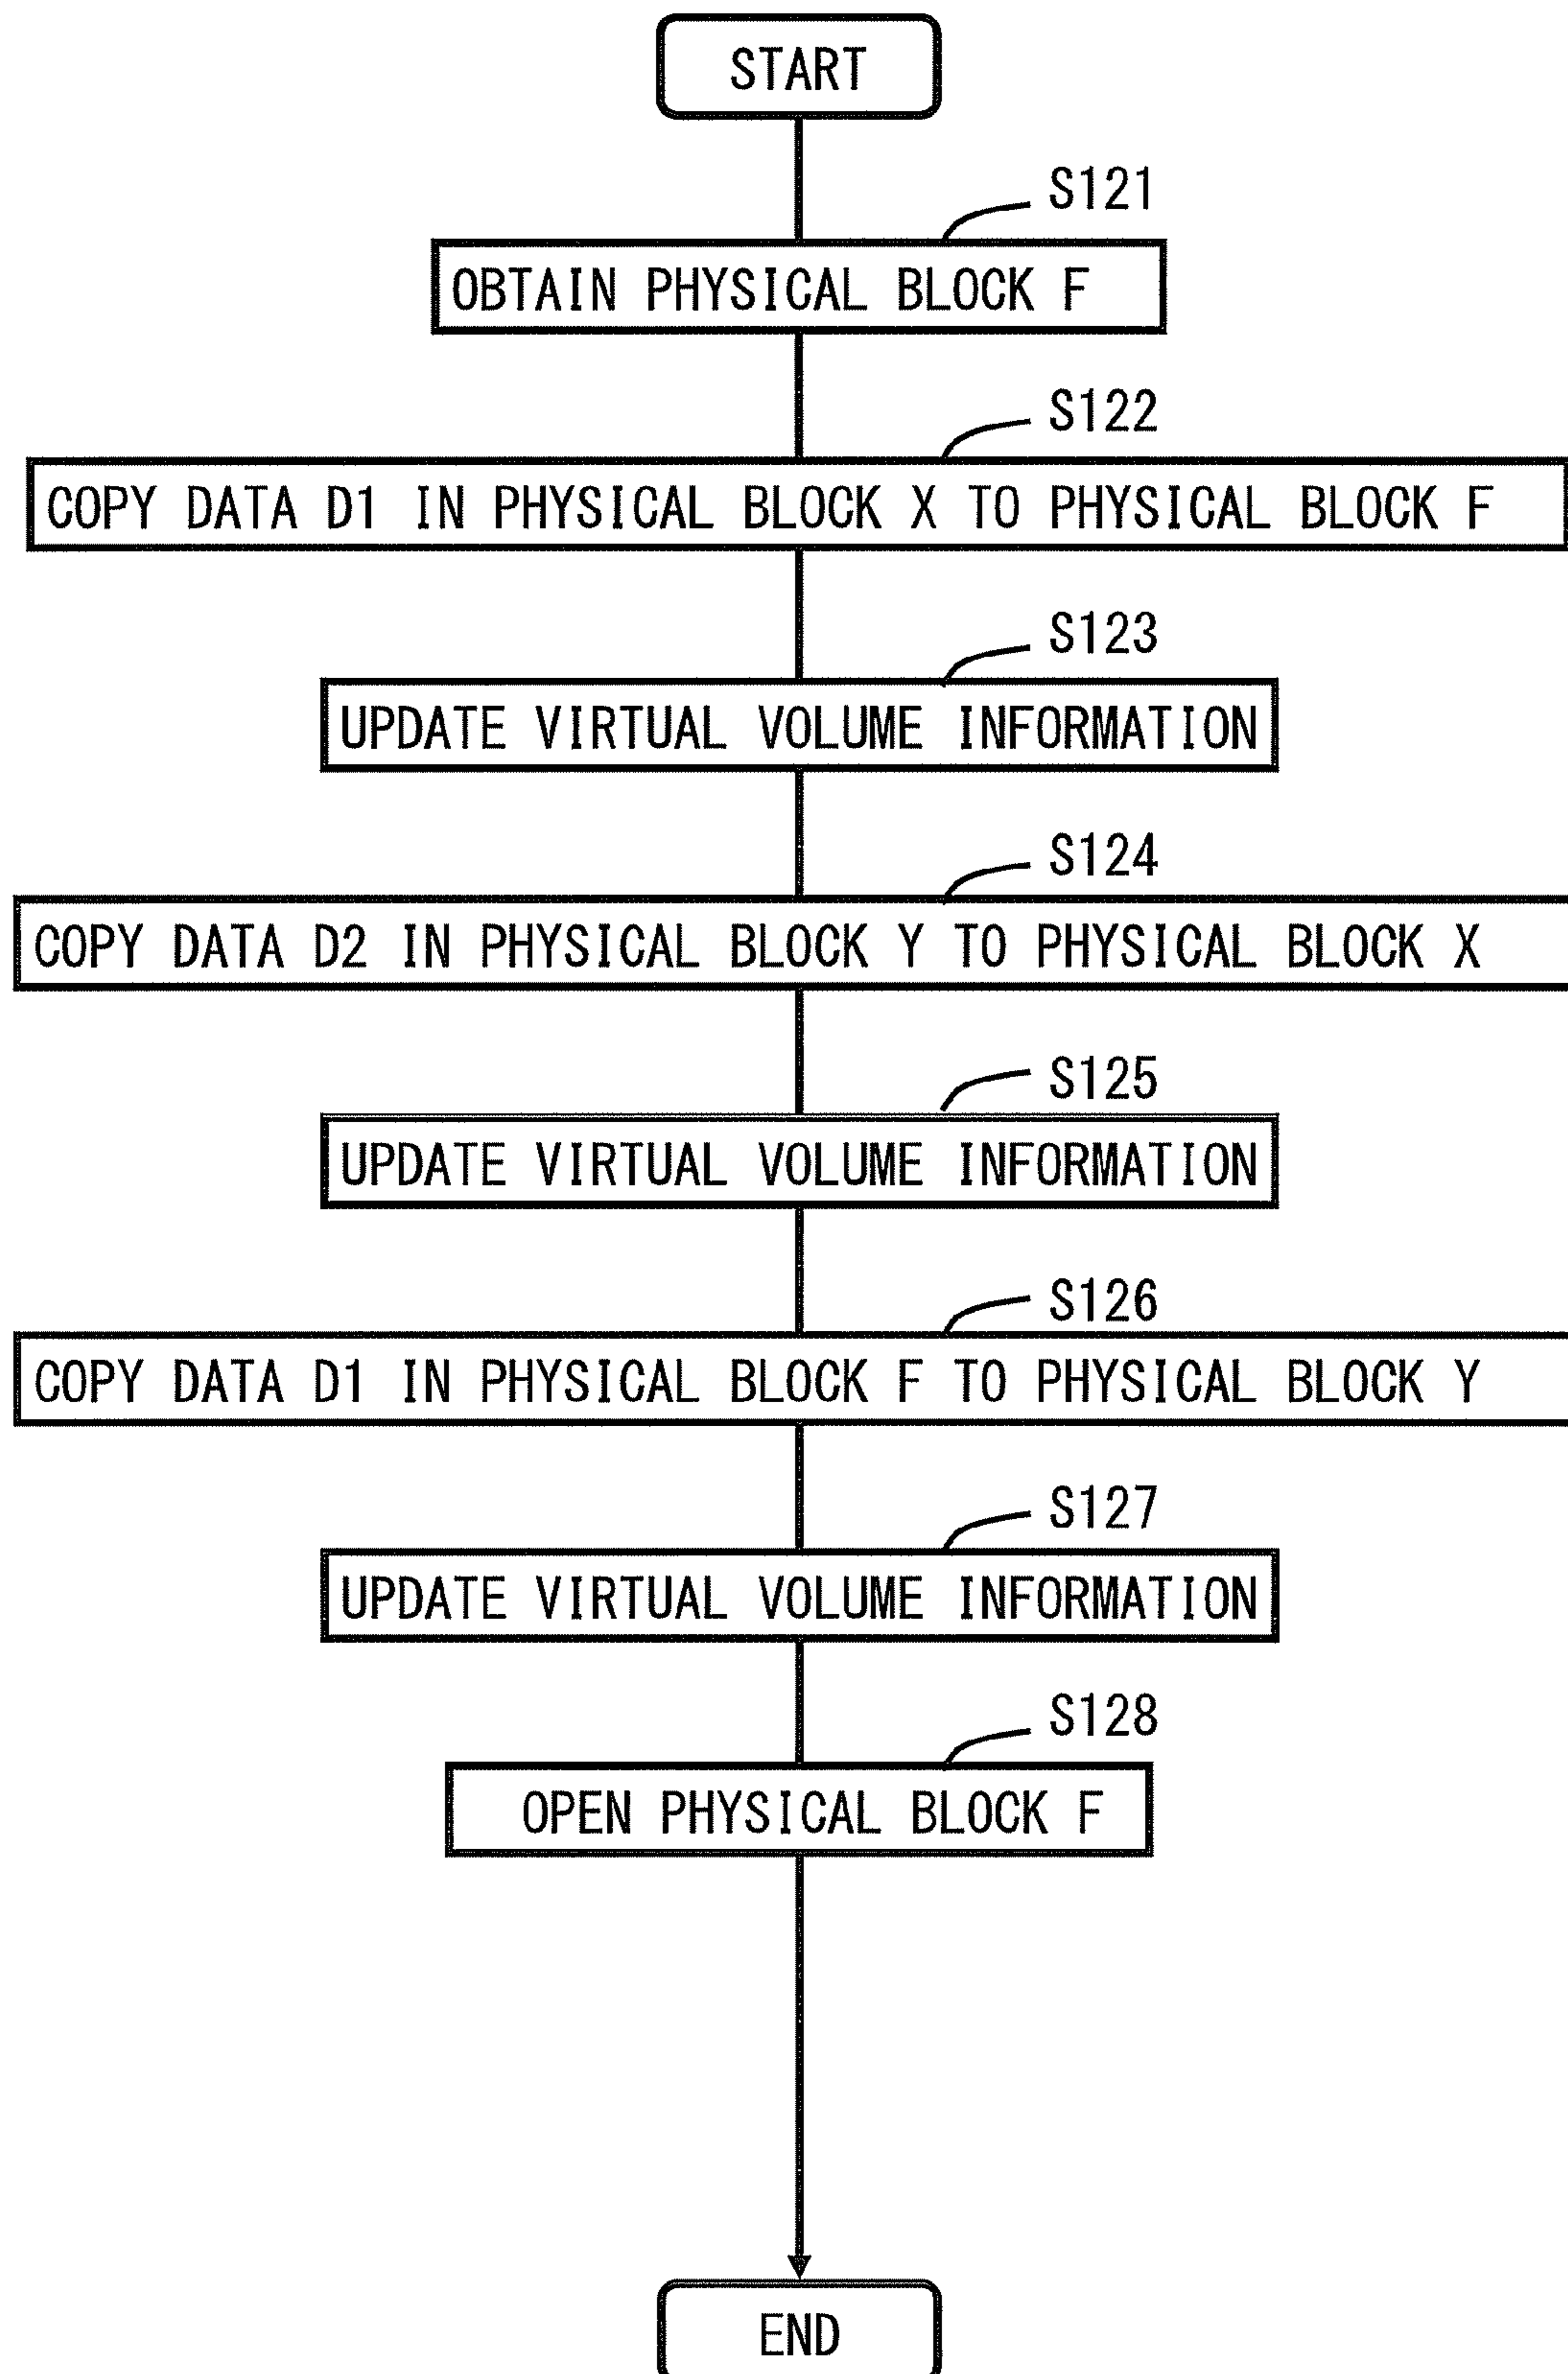 START
S121
OBTAIN PHYSICAL BLOCK F
S122
COPY DATA D1 IN PHYSICAL BLOCK X TO PHYSICAL BLOCK F
S123
UPDATE VIRTUAL VOLUME INFORMATION
S124
COPY DATA D2 IN PHYSICAL BLOCK Y TO PHYSICAL BLOCK X
S125
UPDATE VIRTUAL VOLUME INFORMATION
S126
COPY DATA D1 IN PHYSICAL BLOCK F TO PHYSICAL BLOCK Y
S127
UPDATE VIRTUAL VOLUME INFORMATION
S128
OPEN PHYSICAL BLOCK F
END